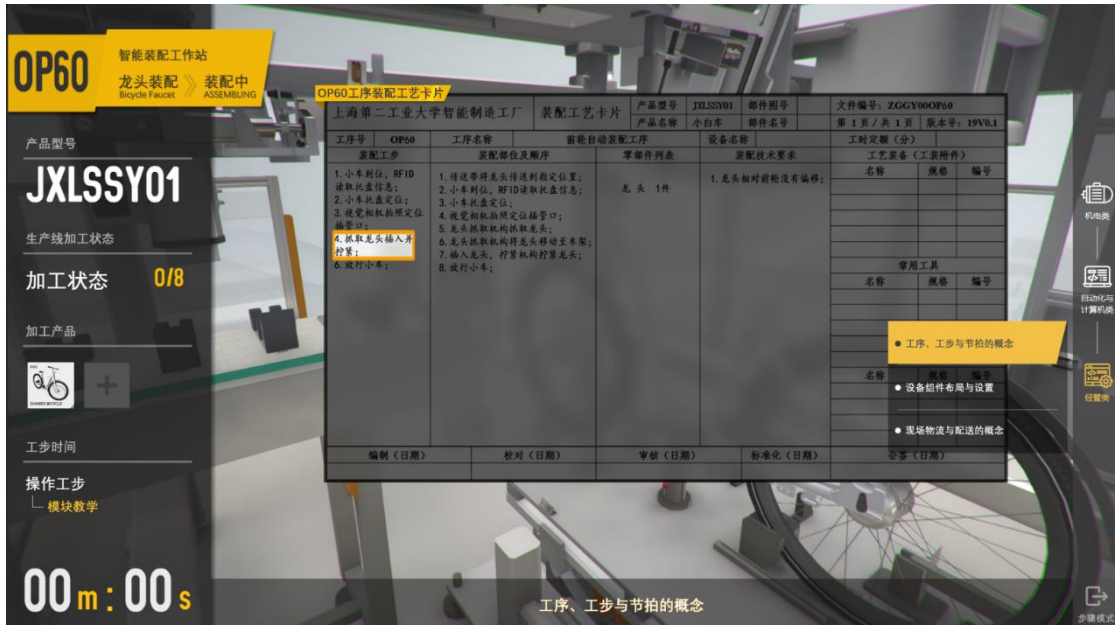 OP60
智能装配工作站
龙头装配 》 装配中
Bicycle Faucet ASSEMBLING
产品型号
JXLSSY01
生产线加工状态
加工状态 0/8
加工产品
SHARED BICYCLE
工步时间
操作工步
模块教学
00 m : 00 s
OP60工序装配工艺卡片
上海第二工业大学智能制造工厂 装配工艺卡片 产品型号 JXLSSY01 部件图号 文件编号：ZGGY00OP60
产品名称 小白车 部件名号 第 1 页/共 1 页 版本号：19V0.1
工序号 OP60 工序名称 前轮自动装配工序 设备名称 工时定额（分）
装配工步 装配部位及顺序 零部件列表 装配技术要求 工艺装备（工装附件）
名称 规格 编号
1.小车到位，RFID
读取托盘信息；
2.小车托盘定位；
3.视觉相机拍照定位
插管口；
4.抓取龙头插入并
拧紧；
6.放行小车；
1.传送带将龙头传送到指定位置；
2.小车到位，RFID读取托盘信息；
3.小车托盘定位；
4.视觉相机拍照定位插管口；
5.龙头抓取机构抓取龙头；
6.龙头抓取机构将龙头移动至车架；
7.插入龙头，拧紧机构拧紧龙头；
8.放行小车；
龙 头 1件
1.龙头相对前轮没有偏移；
常用工具
名称 规格 编号
名称 规格 编号
编制（日期） 校对（日期） 审核（日期） 标准化（日期） 会签（日期）
● 工序、工步与节拍的概念
● 设备组件布局与设置
● 现场物流与配送的概念
机电类
自动化与
计算机类
经管类
步骤模式
工序、工步与节拍的概念